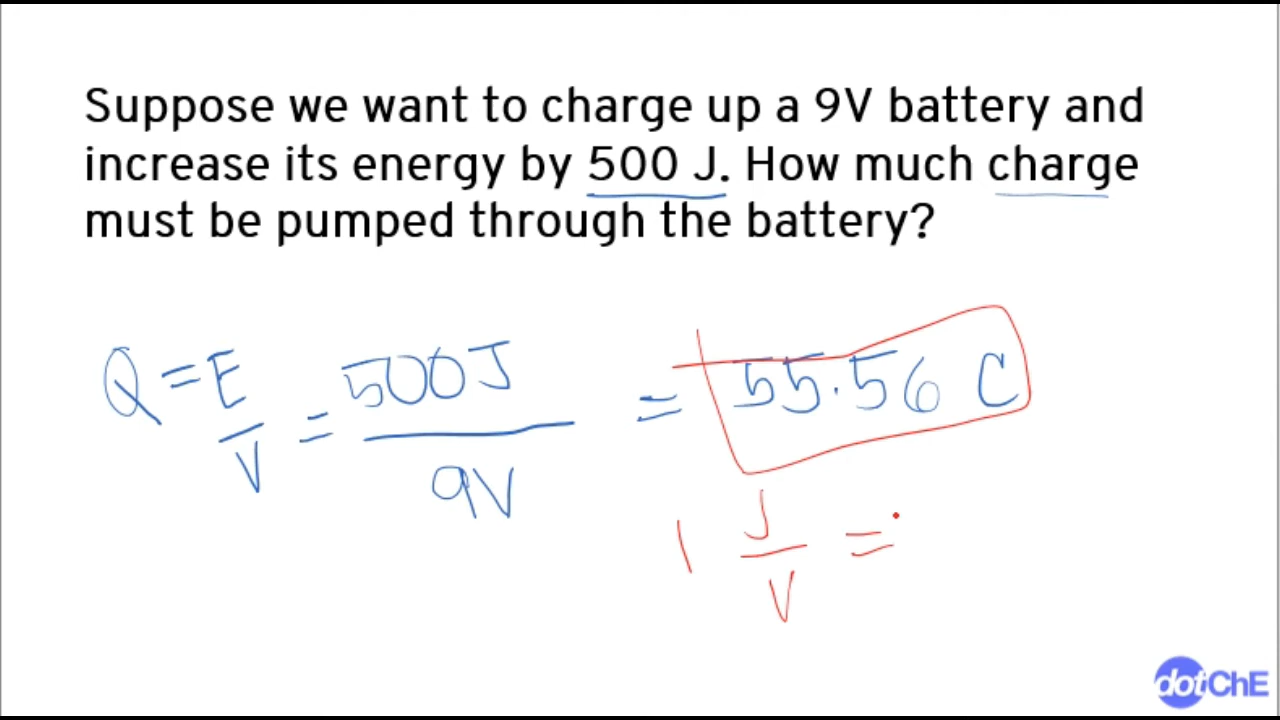 Suppose we want to charge up a 9V battery and
increase its energy by 500 J. How much charge
must be pumped through the battery?
Q = E/V = 500J/9V = 55.56 C
1 J/V =
dotChE